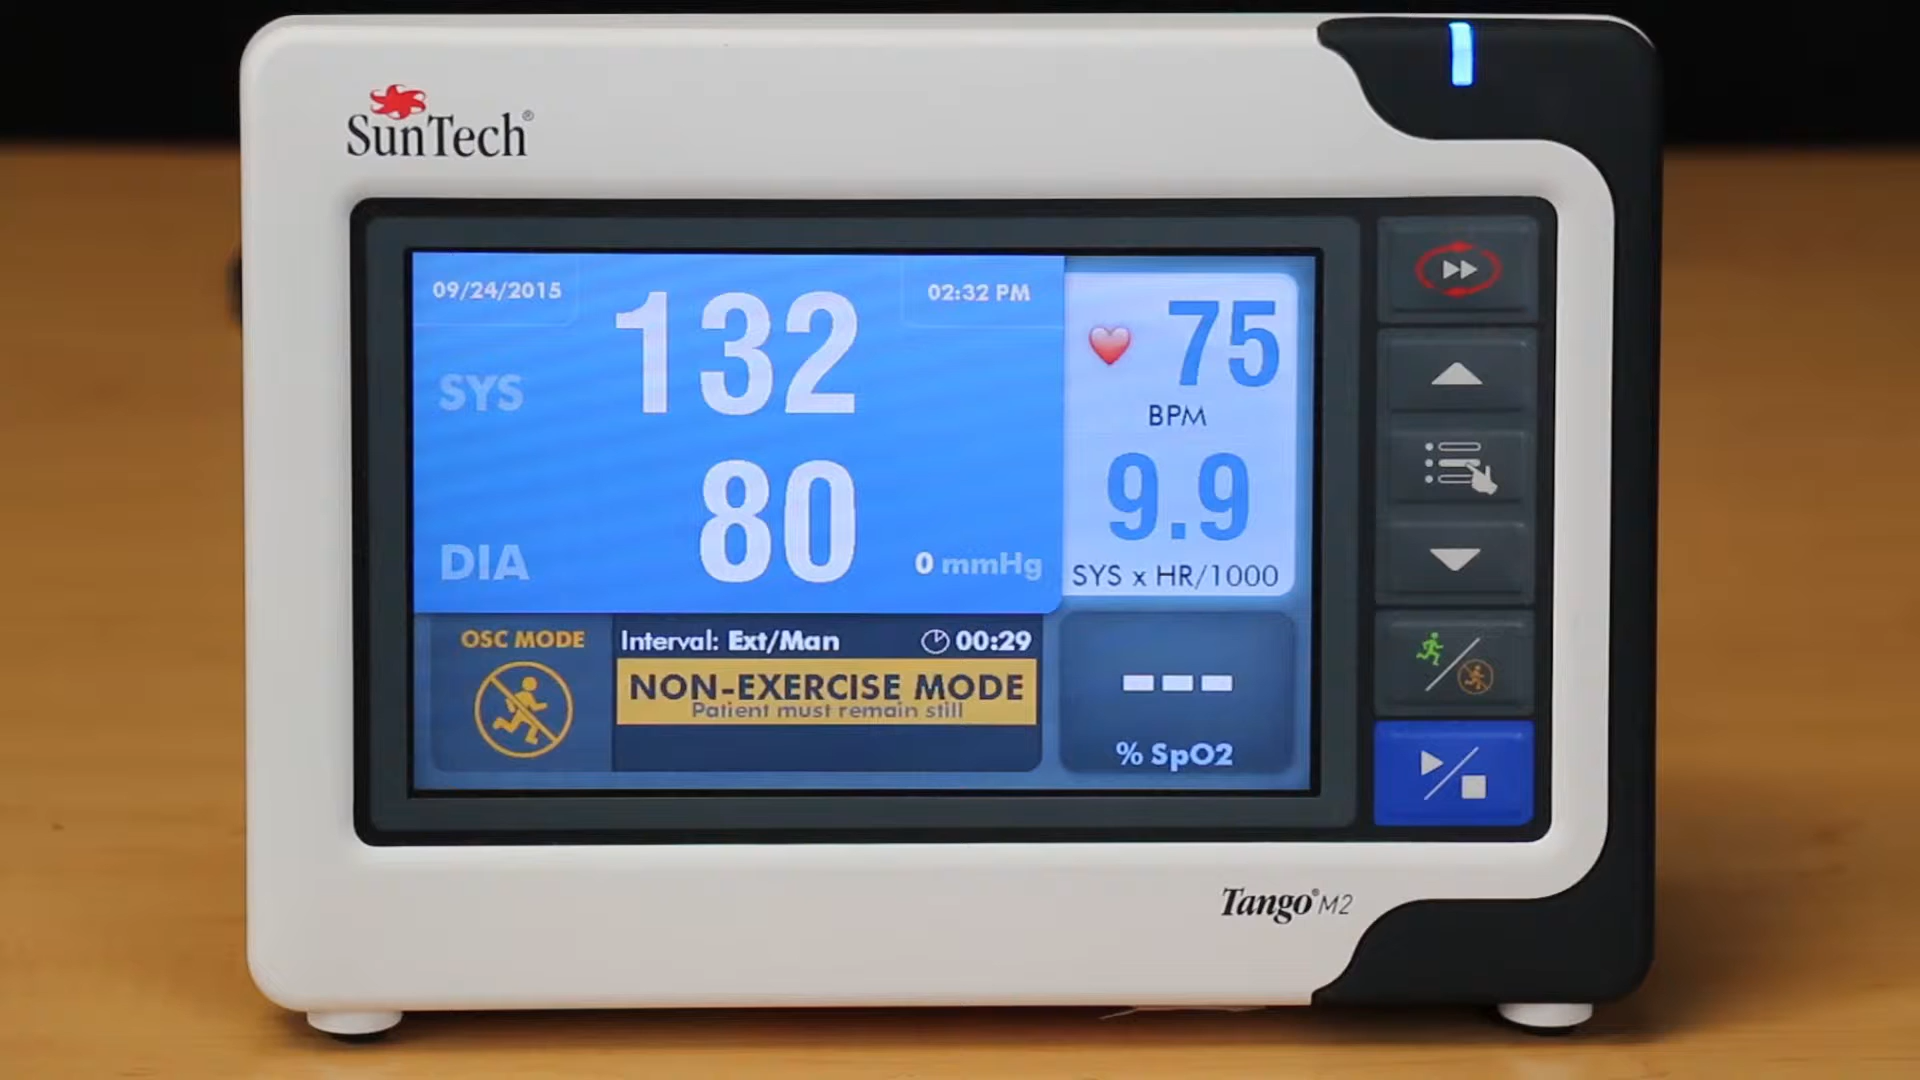 SunTech®
09/24/2015
02:32 PM
SYS
132
DIA
80
0 mmHg
75
BPM
9.9
SYS x HR/1000
OSC MODE
Interval: Ext/Man
00:29
NON-EXERCISE MODE
Patient must remain still
---
% SpO2
Tango® M2